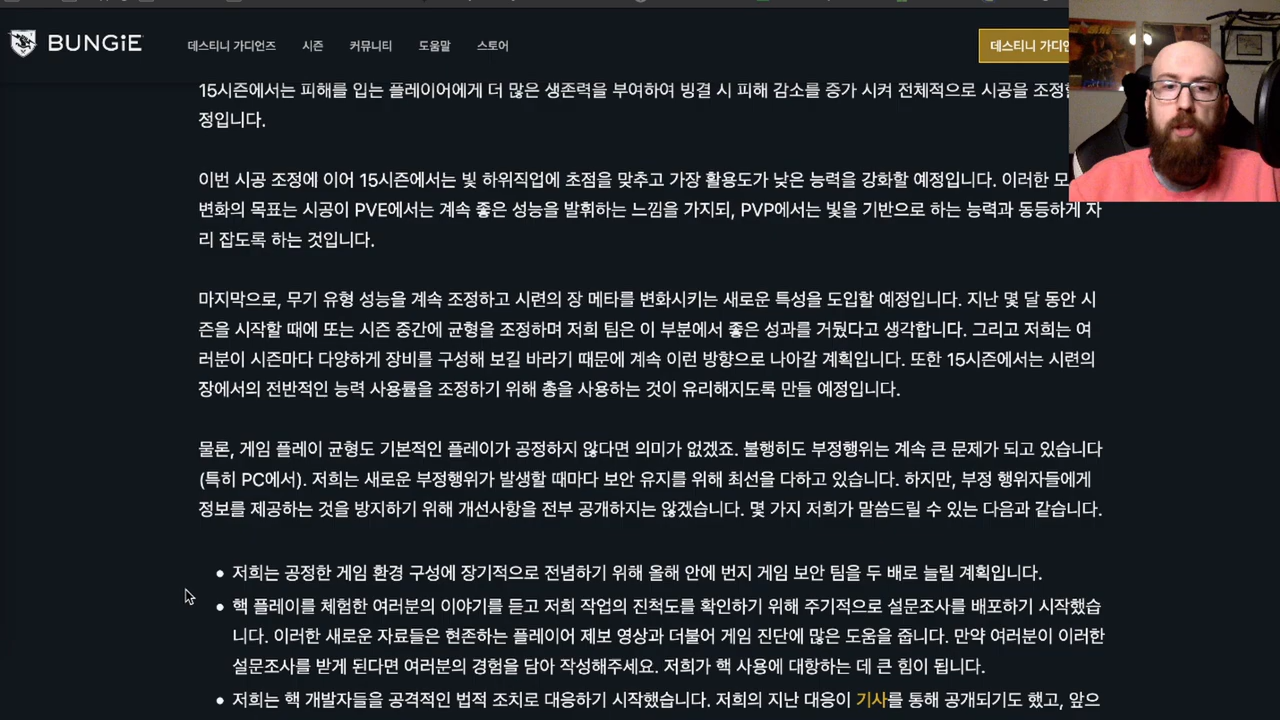 BUNGiE
데스티니 가디언즈 시즌 커뮤니티 도움말 스토어
데스티니 가디언
15시즌에서는 피해를 입는 플레이어에게 더 많은 생존력을 부여하여 빙결 시 피해 감소를 증가 시켜 전체적으로 시공을 조정할
정입니다.
이번 시공 조정에 이어 15시즌에서는 빛 하위직업에 초점을 맞추고 가장 활용도가 낮은 능력을 강화할 예정입니다. 이러한 모
변화의 목표는 시공이 PVE에서는 계속 좋은 성능을 발휘하는 느낌을 가지되, PVP에서는 빛을 기반으로 하는 능력과 동등하게 자
리 잡도록 하는 것입니다.
마지막으로, 무기 유형 성능을 계속 조정하고 시련의 장 메타를 변화시키는 새로운 특성을 도입할 예정입니다. 지난 몇 달 동안 시
즌을 시작할 때에 또는 시즌 중간에 균형을 조정하며 저희 팀은 이 부분에서 좋은 성과를 거뒀다고 생각합니다. 그리고 저희는 여
러분이 시즌마다 다양하게 장비를 구성해 보길 바라기 때문에 계속 이런 방향으로 나아갈 계획입니다. 또한 15시즌에서는 시련의
장에서의 전반적인 능력 사용률을 조정하기 위해 총을 사용하는 것이 유리해지도록 만들 예정입니다.
물론, 게임 플레이 균형도 기본적인 플레이가 공정하지 않다면 의미가 없겠죠. 불행히도 부정행위는 계속 큰 문제가 되고 있습니다
(특히 PC에서). 저희는 새로운 부정행위가 발생할 때마다 보안 유지를 위해 최선을 다하고 있습니다. 하지만, 부정 행위자들에게
정보를 제공하는 것을 방지하기 위해 개선사항을 전부 공개하지는 않겠습니다. 몇 가지 저희가 말씀드릴 수 있는 다음과 같습니다.
• 저희는 공정한 게임 환경 구성에 장기적으로 전념하기 위해 올해 안에 번지 게임 보안 팀을 두 배로 늘릴 계획입니다.
• 핵 플레이를 체험한 여러분의 이야기를 듣고 저희 작업의 진척도를 확인하기 위해 주기적으로 설문조사를 배포하기 시작했습
니다. 이러한 새로운 자료들은 현존하는 플레이어 제보 영상과 더불어 게임 진단에 많은 도움을 줍니다. 만약 여러분이 이러한
설문조사를 받게 된다면 여러분의 경험을 담아 작성해주세요. 저희가 핵 사용에 대항하는 데 큰 힘이 됩니다.
• 저희는 핵 개발자들을 공격적인 법적 조치로 대응하기 시작했습니다. 저희의 지난 대응이 기사를 통해 공개되기도 했고, 앞으